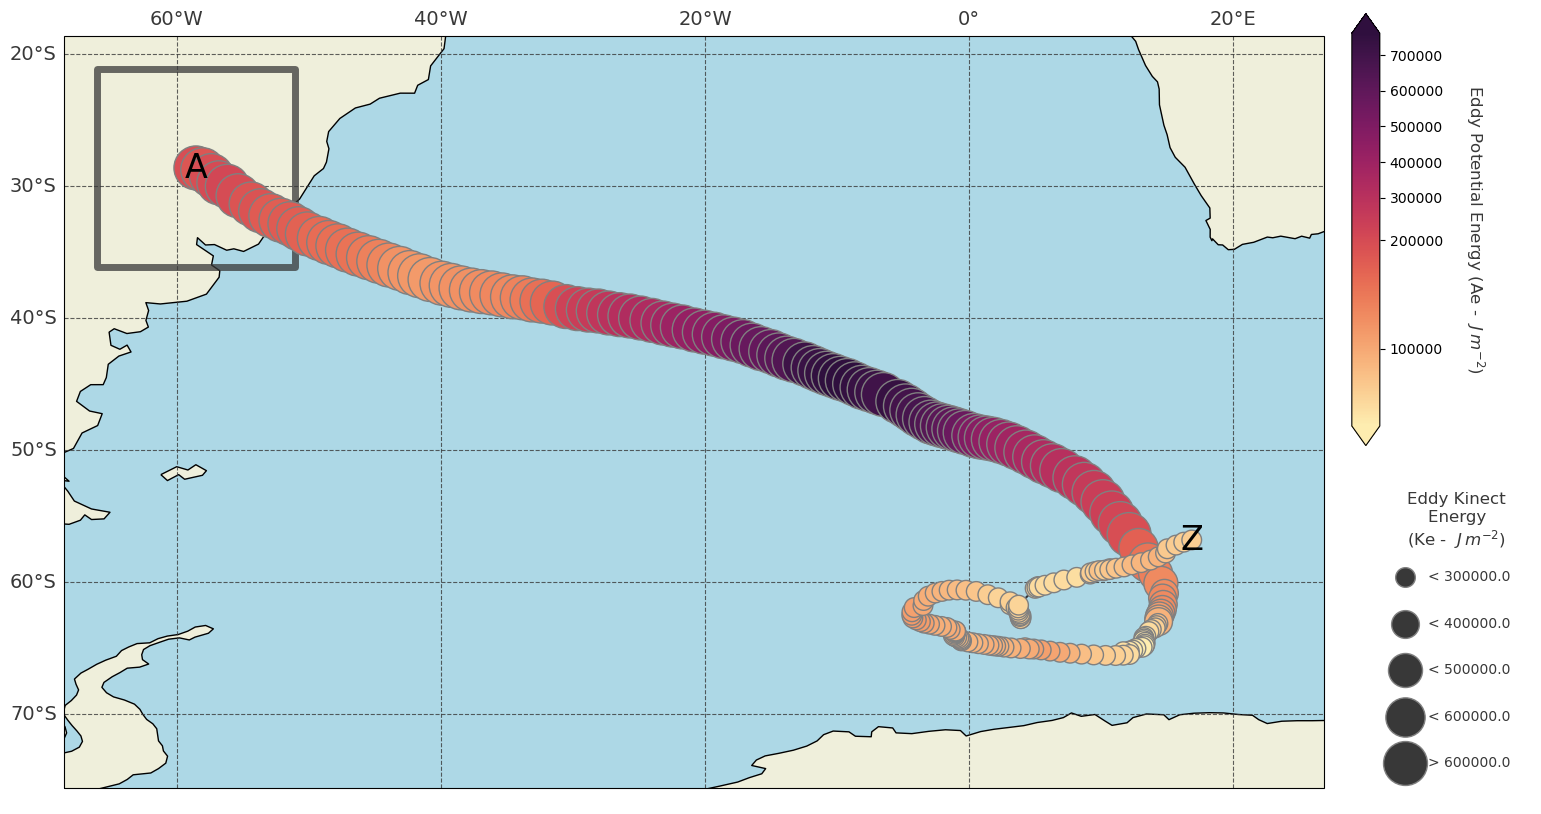 60°W 40°W 20°W 0° 20°E
20°S
30°S
40°S
50°S
60°S
70°S
A
Z
700000
600000
500000
400000
300000
200000
100000
Eddy Potential Energy (Ae - J m⁻²)
Eddy Kinect
Energy
(Ke - J m⁻²)
< 300000.0
< 400000.0
< 500000.0
< 600000.0
> 600000.0